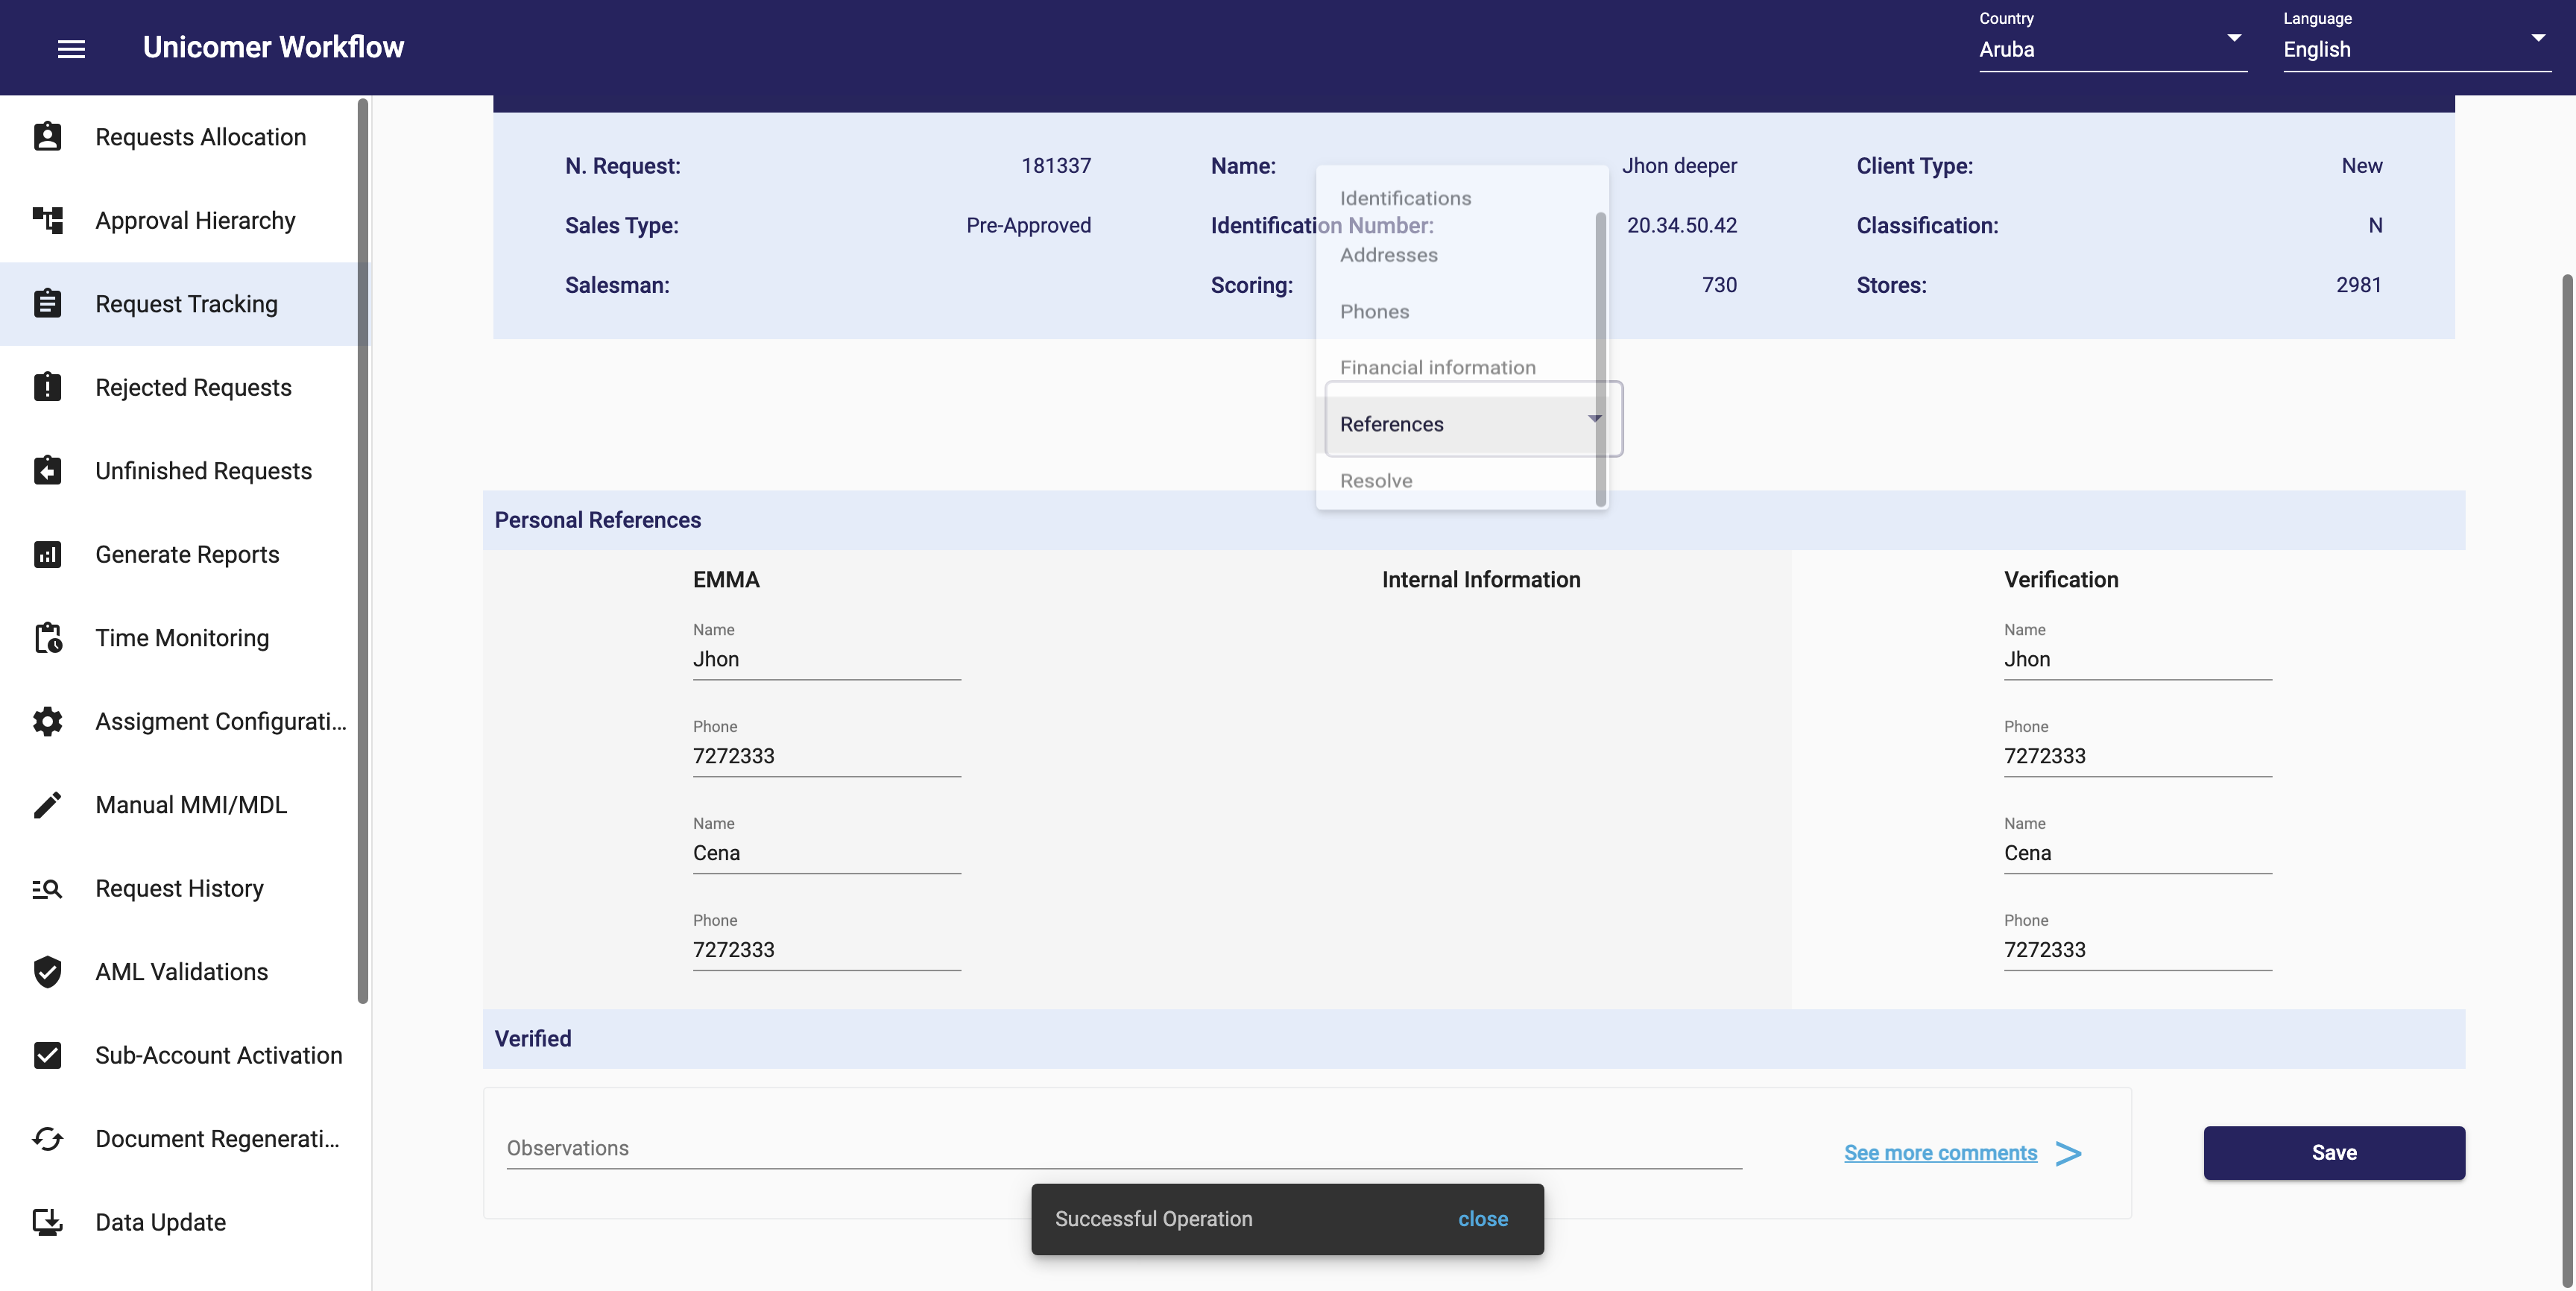 Unicomer Workflow
Country
Aruba
Language
English
Requests Allocation
Approval Hierarchy
Request Tracking
Rejected Requests
Unfinished Requests
Generate Reports
Time Monitoring
Assigment Configurati...
Manual MMI/MDL
Request History
AML Validations
Sub-Account Activation
Document Regenerati...
Data Update
N. Request: 181337
Name: Jhon deeper
Client Type: New
Sales Type: Pre-Approved
Identification Number: 20.34.50.42
Classification: N
Salesman:
Scoring: 730
Stores: 2981
Identifications
Addresses
Phones
Financial information
References
Resolve
Personal References
EMMA
Name
Jhon
Phone
7272333
Name
Cena
Phone
7272333
Internal Information
Verification
Name
Jhon
Phone
7272333
Name
Cena
Phone
7272333
Verified
Observations
See more comments >
Save
Successful Operation close